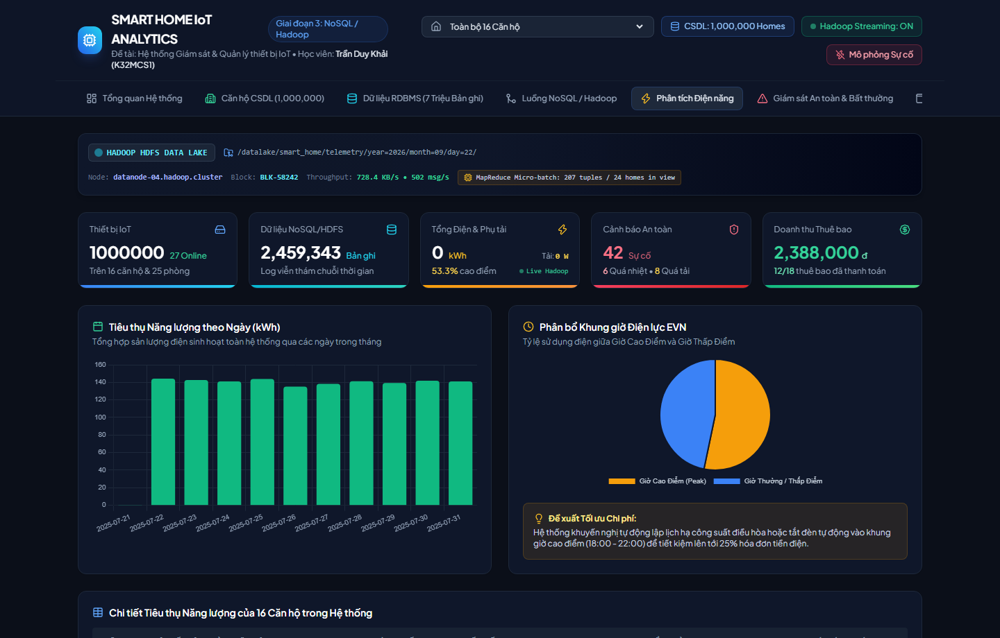 SMART HOME IoT
ANALYTICS
Đề tài: Hệ thống Giám sát & Quản lý thiết bị IoT • Học viên: Trần Duy Khải
(K32MCS1)
Giai đoạn 3: NoSQL /
Hadoop
Toàn bộ 16 Căn hộ
CSDL: 1,000,000 Homes
Hadoop Streaming: ON
Mô phỏng Sự cố
Tổng quan Hệ thống
Căn hộ CSDL (1,000,000)
Dữ liệu RDBMS (7 Triệu Bản ghi)
Luồng NoSQL / Hadoop
Phân tích Điện năng
Giám sát An toàn & Bất thường
HADOOP HDFS DATA LAKE
/datalake/smart_home/telemetry/year=2026/month=09/day=22/
Node: datanode-04.hadoop.cluster Block: BLK-58242 Throughput: 728.4 KB/s • 502 msg/s
MapReduce Micro-batch: 207 tuples / 24 homes in view
Thiết bị IoT
1000000 27 Online
Trên 16 căn hộ & 25 phòng
Dữ liệu NoSQL/HDFS
2,459,343 Bản ghi
Log viễn thám chuỗi thời gian
Tổng Điện & Phụ tải
0 kWh
Tải: 0 W
53.3% cao điểm
Live Hadoop
Cảnh báo An toàn
42 Sự cố
6 Quá nhiệt • 8 Quá tải
Doanh thu Thuê bao
2,388,000 đ
12/18 thuê bao đã thanh toán
Tiêu thụ Năng lượng theo Ngày (kWh)
Tổng hợp sản lượng điện sinh hoạt toàn hệ thống qua các ngày trong tháng
160
140
120
100
80
60
40
20
0
2025-07-21
2025-07-22
2025-07-23
2025-07-24
2025-07-25
2025-07-26
2025-07-27
2025-07-28
2025-07-29
2025-07-30
2025-07-31
Phân bổ Khung giờ Điện lực EVN
Tỷ lệ sử dụng điện giữa Giờ Cao Điểm và Giờ Thấp Điểm
Giờ Cao Điểm (Peak)
Giờ Thường / Thấp Điểm
Đề xuất Tối ưu Chi phí:
Hệ thống khuyến nghị tự động lập lịch hạ công suất điều hòa hoặc tắt đèn tự động vào khung
giờ cao điểm (18:00 - 22:00) để tiết kiệm lên tới 25% hóa đơn tiền điện.
Chi tiết Tiêu thụ Năng lượng của 16 Căn hộ trong Hệ thống